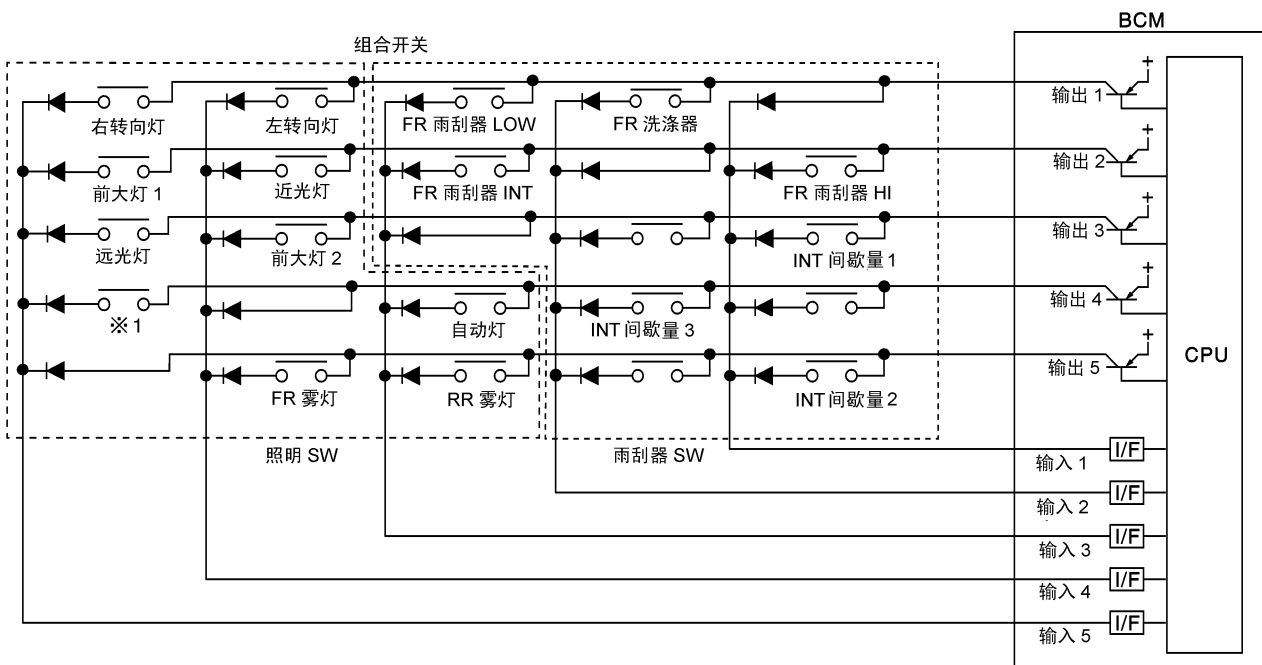 BCM
组合开关
+
右转向灯
左转向灯
FR 雨刮器 LOW
FR 洗涤器
输出 1
+
前大灯 1
近光灯
FR 雨刮器 INT
FR 雨刮器 HI
输出 2
+
远光灯
前大灯 2
INT 间歇量 1
输出 3
+
※1
自动灯
INT 间歇量 3
输出 4
+
CPU
FR 雾灯
RR 雾灯
INT 间歇量 2
输出 5
照明 SW
雨刮器 SW
输入 1
I/F
输入 2
I/F
输入 3
I/F
输入 4
I/F
输入 5
I/F